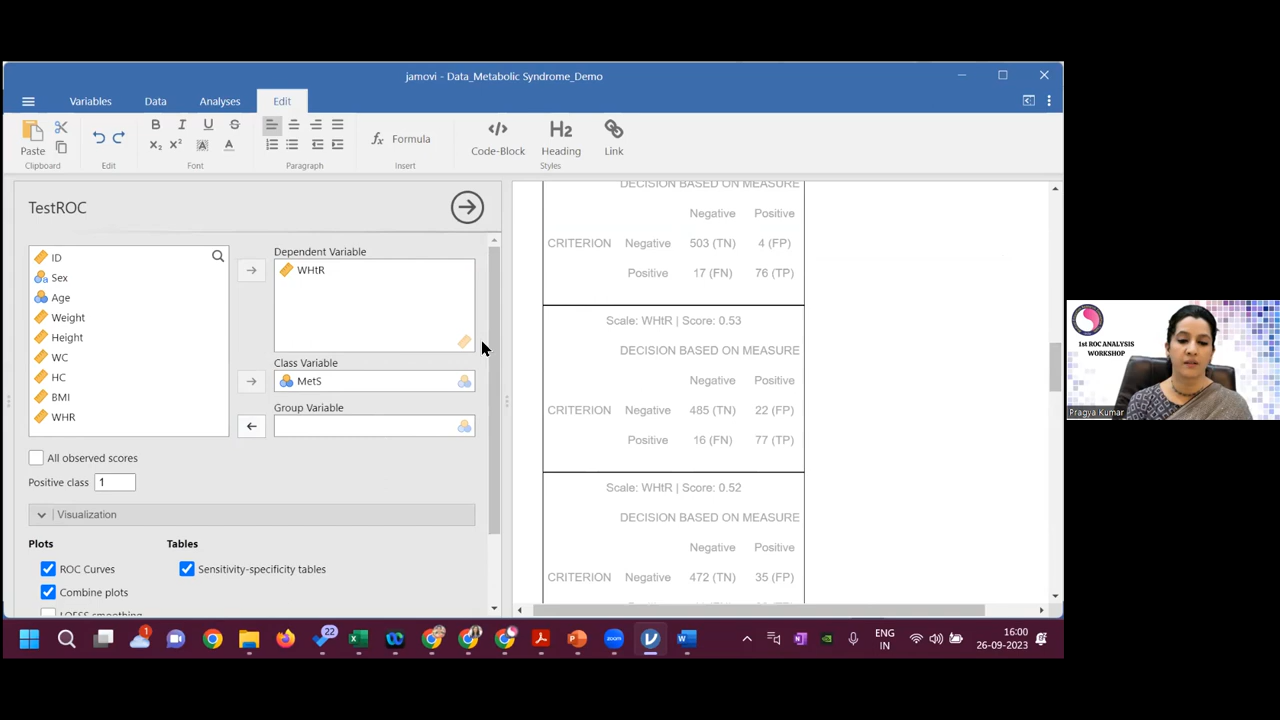 jamovi - Data_Metabolic Syndrome_Demo
Variables Data Analyses Edit
Paste
B I U S
Formula
Code-Block
H2
Heading
Link
Clipboard Edit Font Paragraph Insert Styles
TestROC
ID
Sex
Age
Weight
Height
WC
HC
BMI
WHR
Dependent Variable
WHtR
Class Variable
MetS
Group Variable
All observed scores
Positive class 1
Visualization
Plots
ROC Curves
Combine plots
LOESS smoothing
Tables
Sensitivity-specificity tables
DECISION BASED ON MEASURE
Negative Positive
CRITERION Negative 503 (TN) 4 (FP)
Positive 17 (FN) 76 (TP)
Scale: WHtR | Score: 0.53
DECISION BASED ON MEASURE
Negative Positive
CRITERION Negative 485 (TN) 22 (FP)
Positive 16 (FN) 77 (TP)
Scale: WHtR | Score: 0.52
DECISION BASED ON MEASURE
Negative Positive
CRITERION Negative 472 (TN) 35 (FP)
1st ROC ANALYSIS
WORKSHOP
Pragya Kumar
1
22
zoom
ENG
IN
16:00
26-09-2023